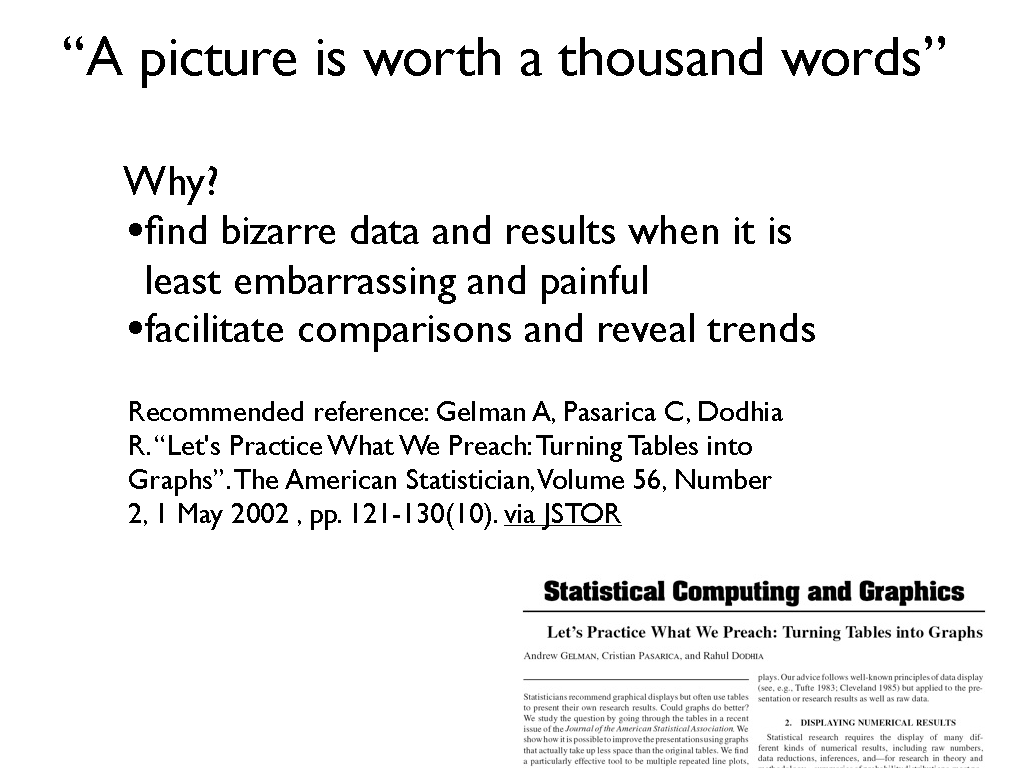 “A picture is worth a thousand words”
Why?
•find bizarre data and results when it is
least embarrassing and painful
•facilitate comparisons and reveal trends
Recommended reference: Gelman A, Pasarica C, Dodhia
R. “Let's Practice What We Preach: Turning Tables into
Graphs”. The American Statistician, Volume 56, Number
2, 1 May 2002 , pp. 121-130(10). via JSTOR
Statistical Computing and Graphics
Let’s Practice What We Preach: Turning Tables into Graphs
Andrew GELMAN, Cristian PASARICA, and Rahul DODHIA
Statisticians recommend graphical displays but often use tables
to present their own research results. Could graphs do better?
We study the question by going through the tables in a recent
issue of the Journal of the American Statistical Association. We
show how it is possible to improve the presentations using graphs
that actually take up less space than the original tables. We find
a particularly effective tool to be multiple repeated line plots,
plays. Our advice follows well-known principles of data display
(see, e.g., Tufte 1983; Cleveland 1985) but applied to the pre-
sentation or research results as well as raw data.
2. DISPLAYING NUMERICAL RESULTS
Statistical research requires the display of many dif-
ferent kinds of numerical results, including raw numbers,
data reductions, inferences, and—for research in theory and